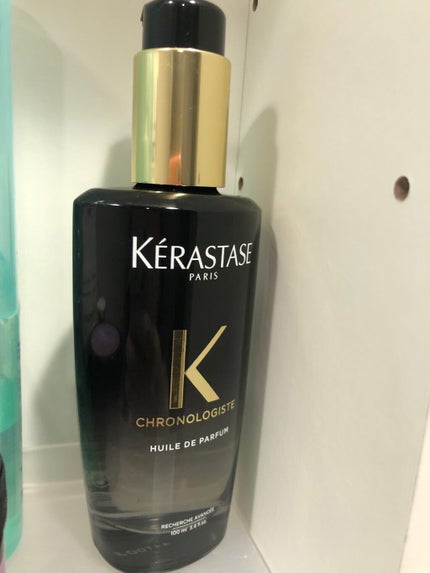 KÉRASTASE
PARIS
K
CHRONOLOGISTE
HUILE DE PARFUM
RECHERCHE AVANCÉE
100 ml 3.4 fl.oz